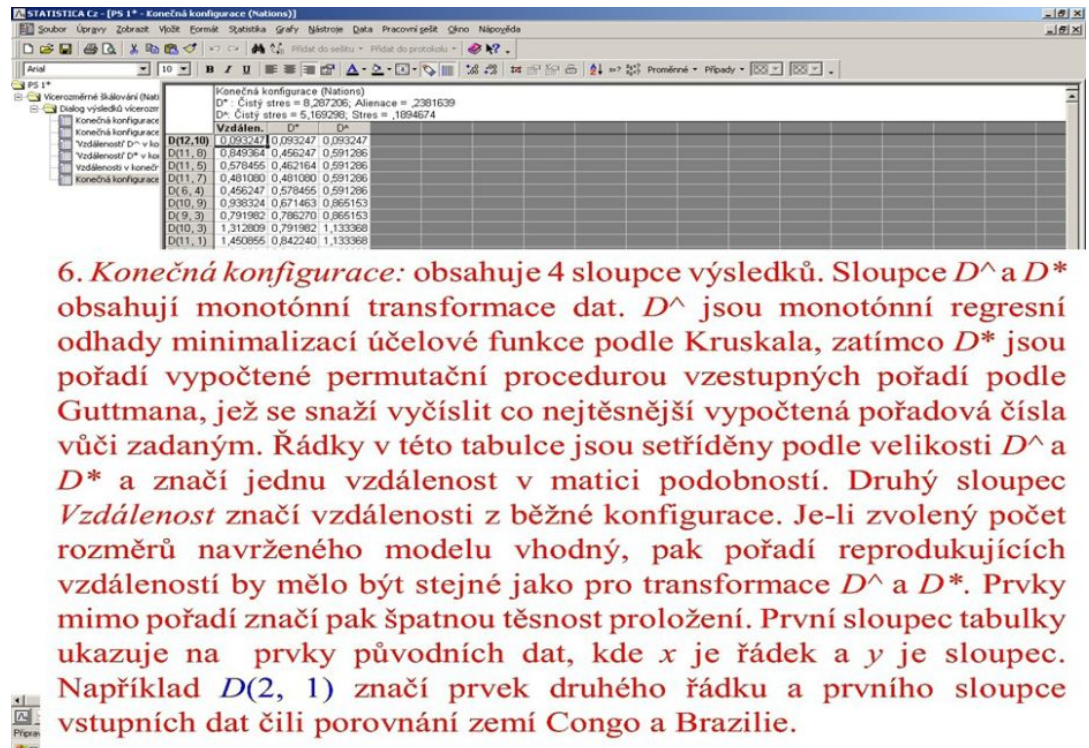 STATISTICA Cz - [PS 1* - Konečná konfigurace (Nations)]
Soubor Úpravy Zobrazit Vložit Formát Statistika Grafy Nástroje Data Pracovní sešit Okno Nápověda
Přidat do sešitu Přidat do protokolu
Arial 10 B I U Proměnné Případy
PS 1*
Vícerozměrné škálování (Nati
Dialog výsledků vícerozm
Konečná konfigurace
Konečná konfigurace
'Vzdálenosti' D^ v ko
'Vzdálenosti' D* v ko
Vzdálenosti v konečn
Konečná konfigurace
Konečná konfigurace (Nations)
D* : Čistý stres = 8,287206; Alienace = ,2381639
D^: Čistý stres = 5,169298; Stres = ,1894674
Vzdálen. D* D^
D(12,10) 0,093247 0,093247 0,093247
D(11, 8) 0,849364 0,456247 0,591286
D(11, 5) 0,578455 0,462164 0,591286
D(11, 7) 0,481080 0,481080 0,591286
D( 6, 4) 0,456247 0,578455 0,591286
D(10, 9) 0,938324 0,671463 0,865153
D( 9, 3) 0,791982 0,786270 0,865153
D(10, 3) 1,312809 0,791982 1,133368
D(11, 1) 1,450855 0,842240 1,133368
6. Konečná konfigurace: obsahuje 4 sloupce výsledků. Sloupce D^ a D*
obsahují monotónní transformace dat. D^ jsou monotónní regresní
odhady minimalizací účelové funkce podle Kruskala, zatímco D* jsou
pořadí vypočtené permutační procedurou vzestupných pořadí podle
Guttmana, jež se snaží vyčíslit co nejtěsnější vypočtená pořadová čísla
vůči zadaným. Řádky v této tabulce jsou setříděny podle velikosti D^ a
D* a značí jednu vzdálenost v matici podobností. Druhý sloupec
Vzdálenost značí vzdálenosti z běžné konfigurace. Je-li zvolený počet
rozměrů navrženého modelu vhodný, pak pořadí reprodukujících
vzdáleností by mělo být stejné jako pro transformace D^ a D*. Prvky
mimo pořadí značí pak špatnou těsnost proložení. První sloupec tabulky
ukazuje na prvky původních dat, kde x je řádek a y je sloupec.
Například D(2, 1) značí prvek druhého řádku a prvního sloupce
vstupních dat čili porovnání zemí Congo a Brazilie.